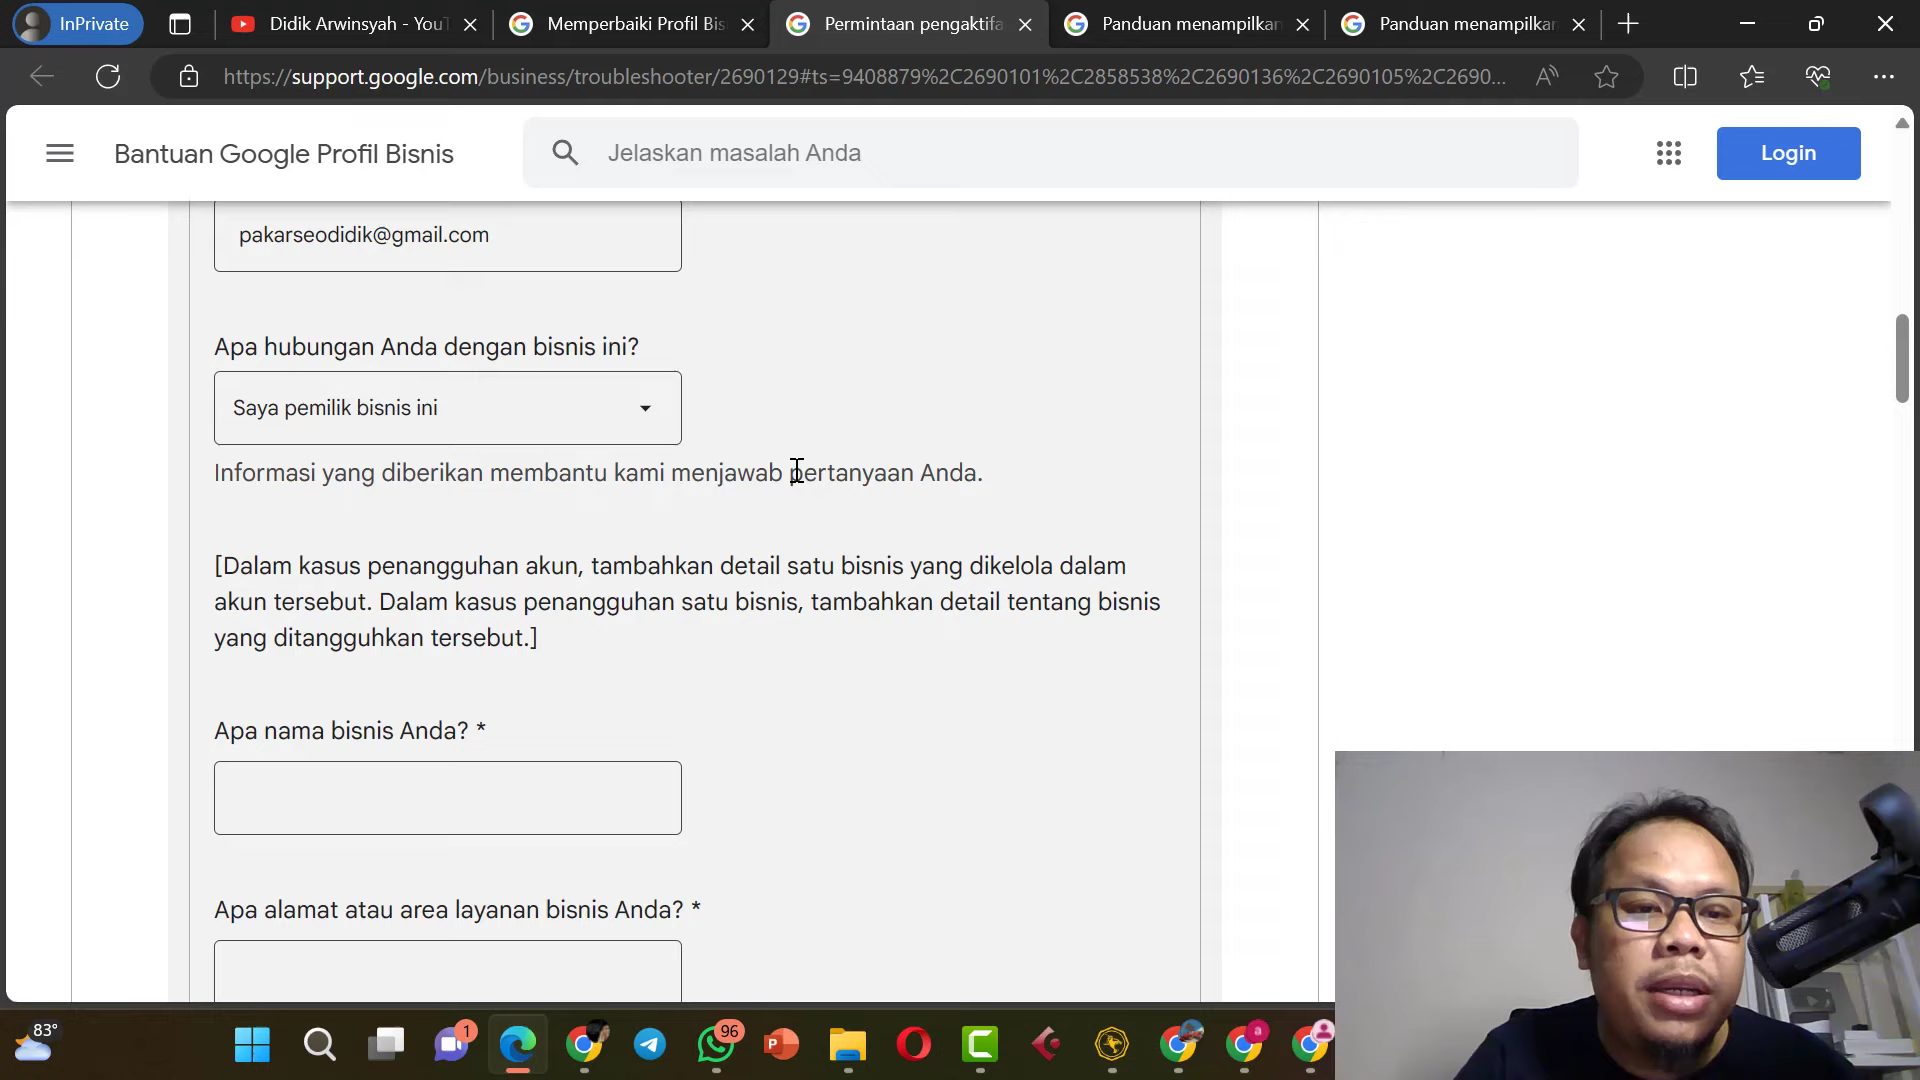 InPrivate
Didik Arwinsyah - YouT
Memperbaiki Profil Bis
Permintaan pengaktifa
Panduan menampilkan
Panduan menampilkan
https://support.google.com/business/troubleshooter/2690129#ts=9408879%2C2690101%2C2858538%2C2690136%2C2690105%2C2690...
Bantuan Google Profil Bisnis
Jelaskan masalah Anda
Login
pakarseodidik@gmail.com
Apa hubungan Anda dengan bisnis ini?
Saya pemilik bisnis ini
Informasi yang diberikan membantu kami menjawab pertanyaan Anda.
[Dalam kasus penangguhan akun, tambahkan detail satu bisnis yang dikelola dalam
akun tersebut. Dalam kasus penangguhan satu bisnis, tambahkan detail tentang bisnis
yang ditangguhkan tersebut.]
Apa nama bisnis Anda? *
Apa alamat atau area layanan bisnis Anda? *
83°
1
96